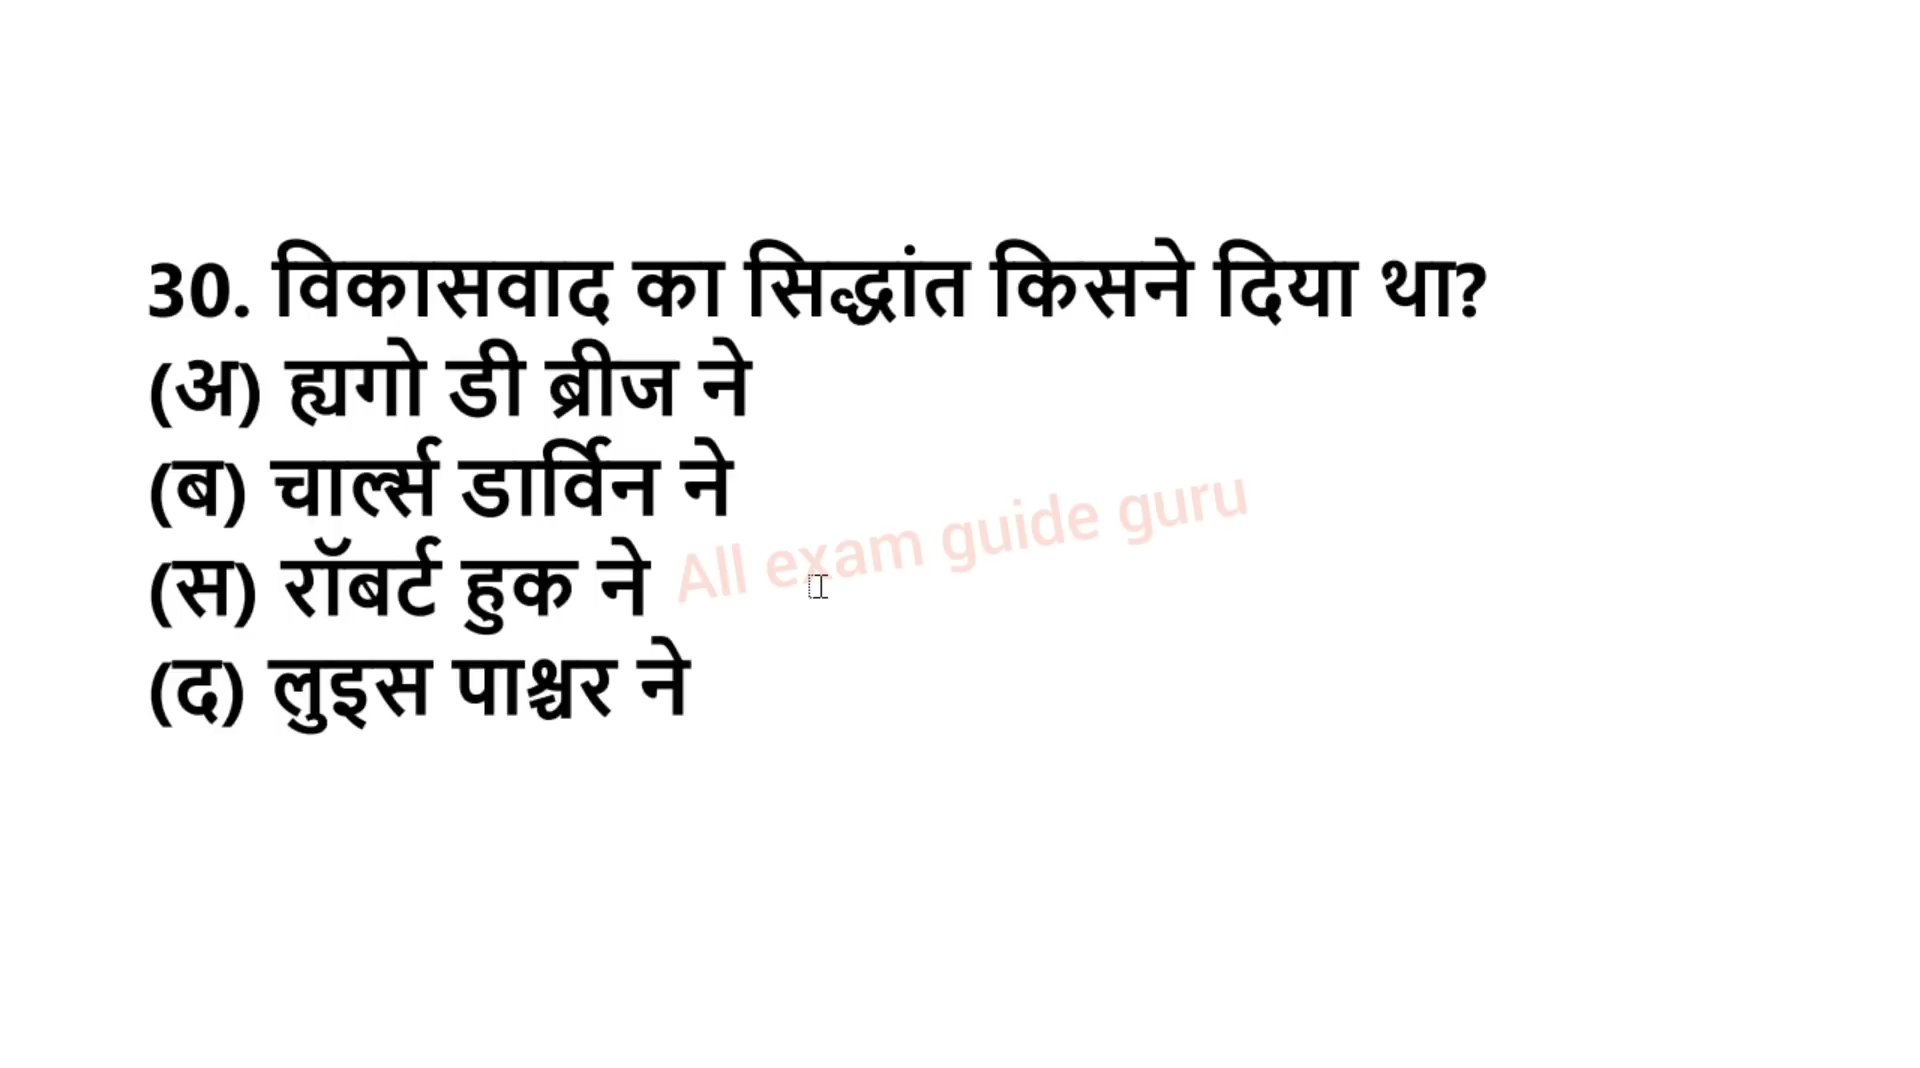 30. विकासवाद का सिद्धांत किसने दिया था?
(अ) ह्यगो डी ब्रीज ने
(ब) चार्ल्स डार्विन ने
(स) रॉबर्ट हुक ने
(द) लुइस पाश्चर ने
All exam guide guru